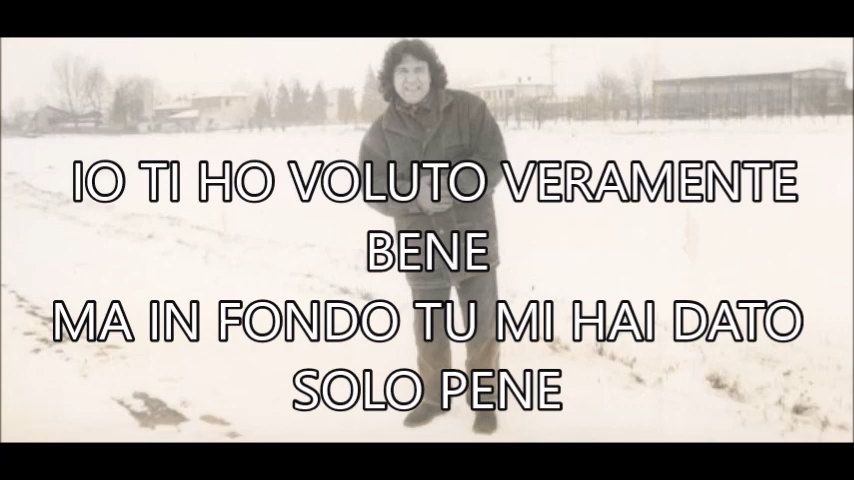 IO TI HO VOLUTO VERAMENTE
BENE
MA IN FONDO TU MI HAI DATO
SOLO PENE